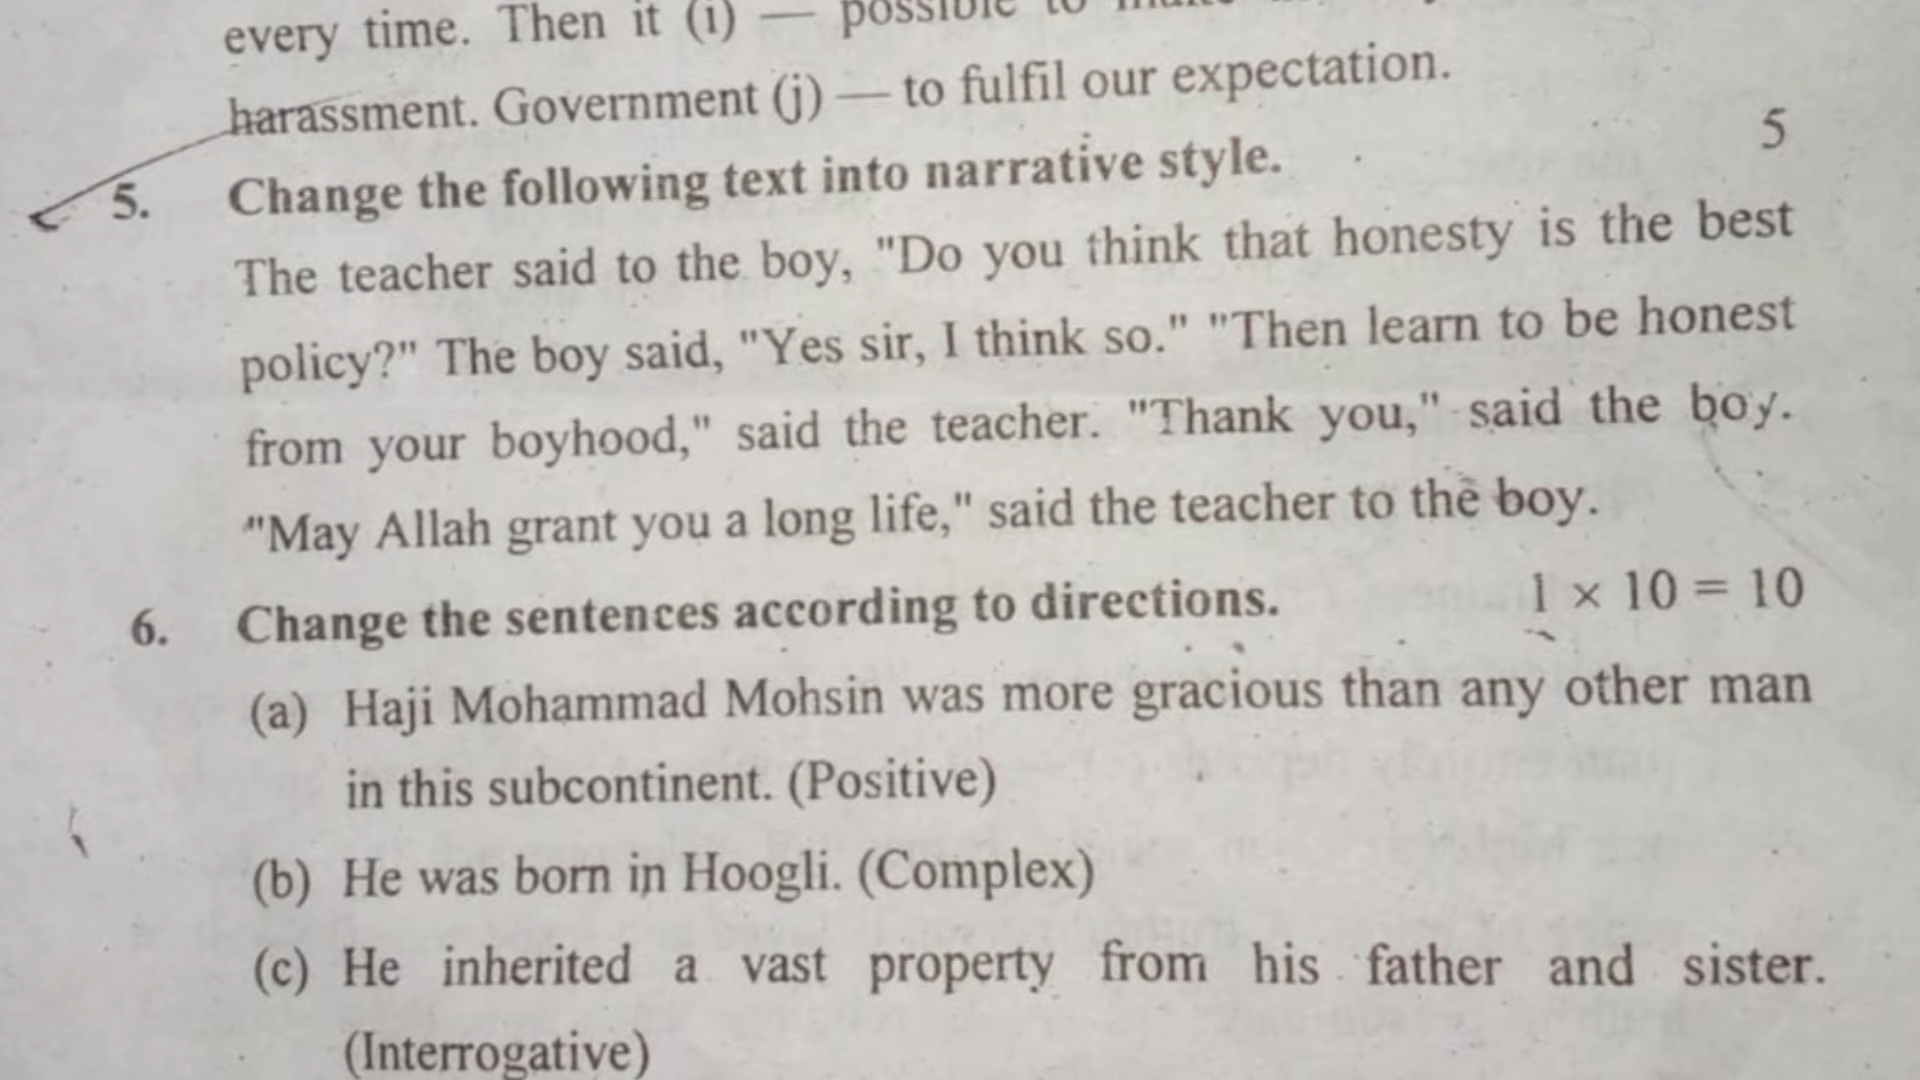 every time. Then it (i) — possible to
harassment. Government (j) — to fulfil our expectation.
5. Change the following text into narrative style. 5
The teacher said to the boy, "Do you think that honesty is the best
policy?" The boy said, "Yes sir, I think so." "Then learn to be honest
from your boyhood," said the teacher. "Thank you," said the boy.
"May Allah grant you a long life," said the teacher to the boy.
6. Change the sentences according to directions. 1 × 10 = 10
(a) Haji Mohammad Mohsin was more gracious than any other man
in this subcontinent. (Positive)
(b) He was born in Hoogli. (Complex)
(c) He inherited a vast property from his father and sister.
(Interrogative)